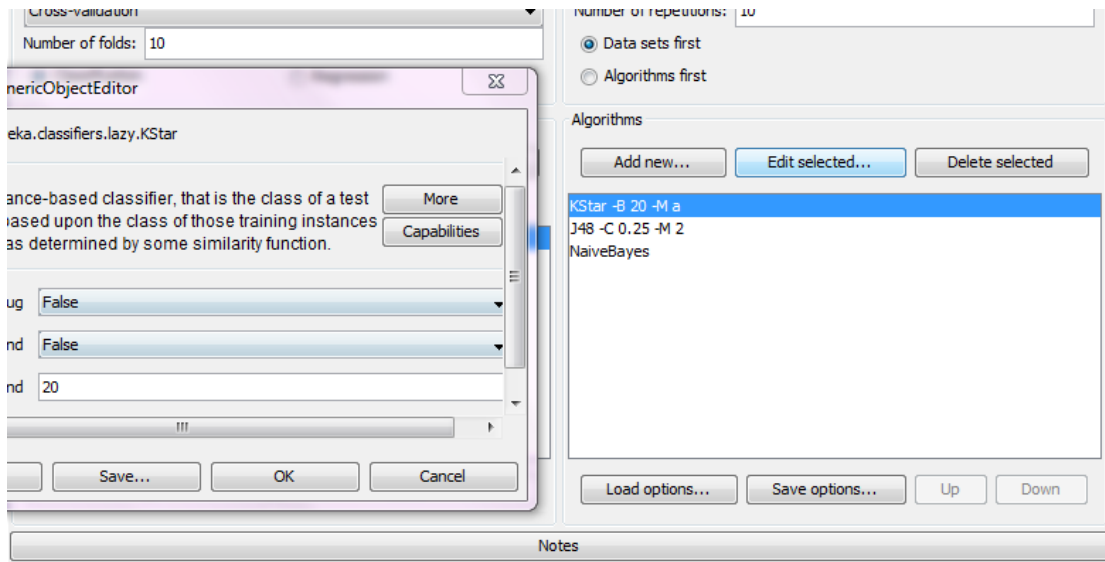 Cross-validation
Number of folds: 10
Number of repetitions: 10
Data sets first
Algorithms first
nericObjectEditor
eka.classifiers.lazy.KStar
ance-based classifier, that is the class of a test
based upon the class of those training instances
as determined by some similarity function.
More
Capabilities
ug False
nd False
nd 20
Save...
OK
Cancel
Algorithms
Add new...
Edit selected...
Delete selected
KStar -B 20 -M a
J48 -C 0.25 -M 2
NaiveBayes
Load options...
Save options...
Up
Down
Notes